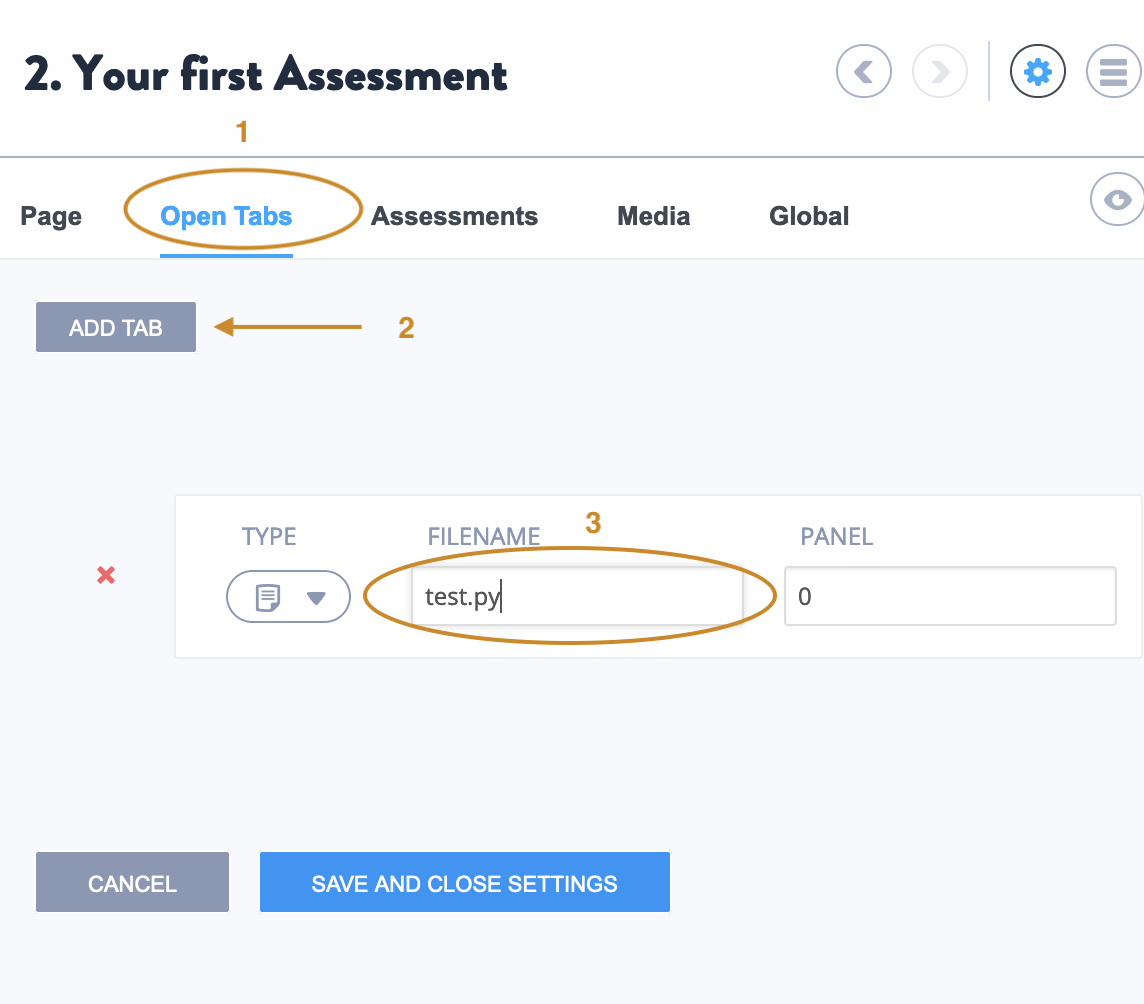 2. Your first Assessment
1
Page Open Tabs Assessments Media Global
ADD TAB 2
3
TYPE FILENAME PANEL
test.py 0
CANCEL SAVE AND CLOSE SETTINGS